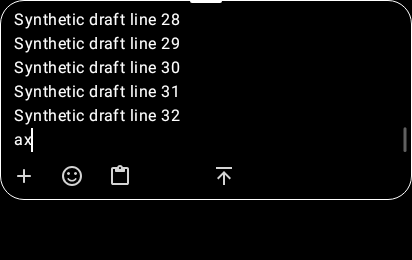 Synthetic draft line 28
Synthetic draft line 29
Synthetic draft line 30
Synthetic draft line 31
Synthetic draft line 32
ax